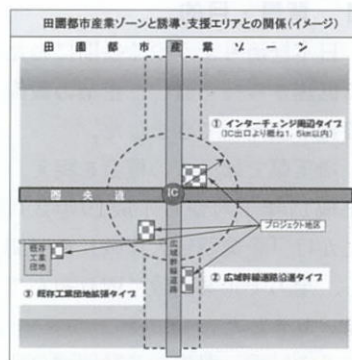 田園都市産業ゾーンと誘導・支援エリアとの関係(イメージ)
田園都市産業ゾーン
① インターチェンジ周辺タイプ
(IC出口より概ね1.5km以内)
圏央道
IC
プロジェクト地区
既存工業団地
広域幹線道路
② 広域幹線道路沿道タイプ
③ 既存工業団地拡張タイプ